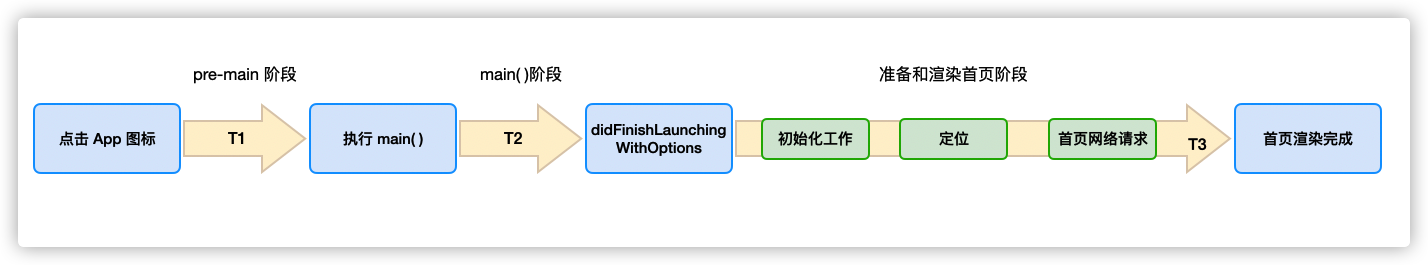 pre-main 阶段
main( )阶段
准备和渲染首页阶段
点击 App 图标
T1
执行 main( )
T2
didFinishLaunching
WithOptions
初始化工作
定位
首页网络请求
T3
首页渲染完成